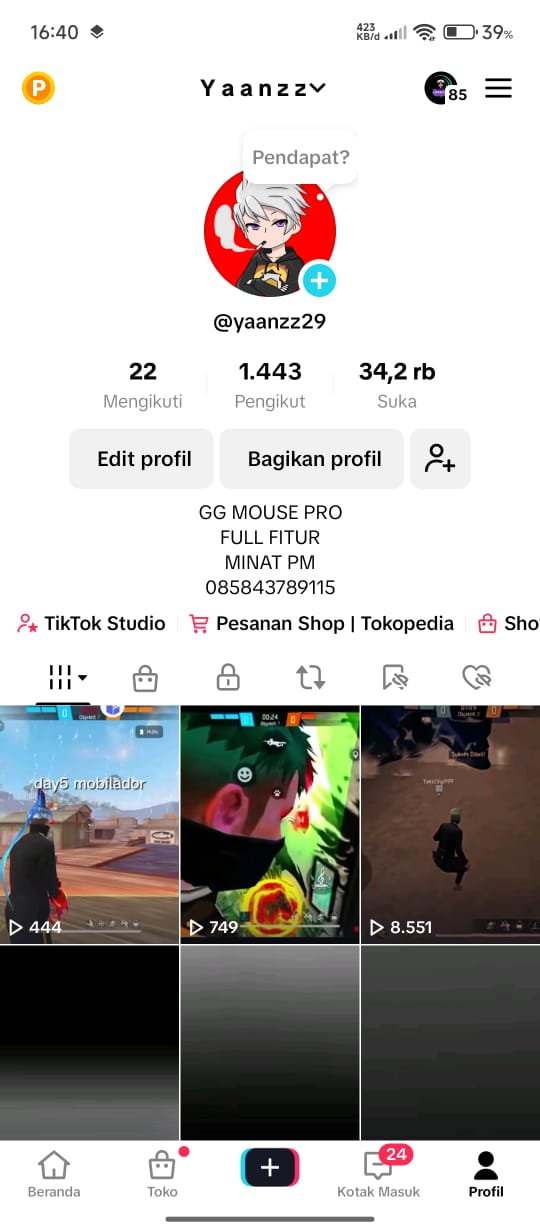 16:40
423
KB/d
39%
P
Yaanzz
85
Pendapat?
@yaanzz29
22
1.443
34,2 rb
Mengikuti
Pengikut
Suka
Edit profil
Bagikan profil
GG MOUSE PRO
FULL FITUR
MINAT PM
085843789115
TikTok Studio
Pesanan Shop | Tokopedia
Sho
day5 mobilador
00:24
444
749
8.551
24
Beranda
Toko
Kotak Masuk
Profil